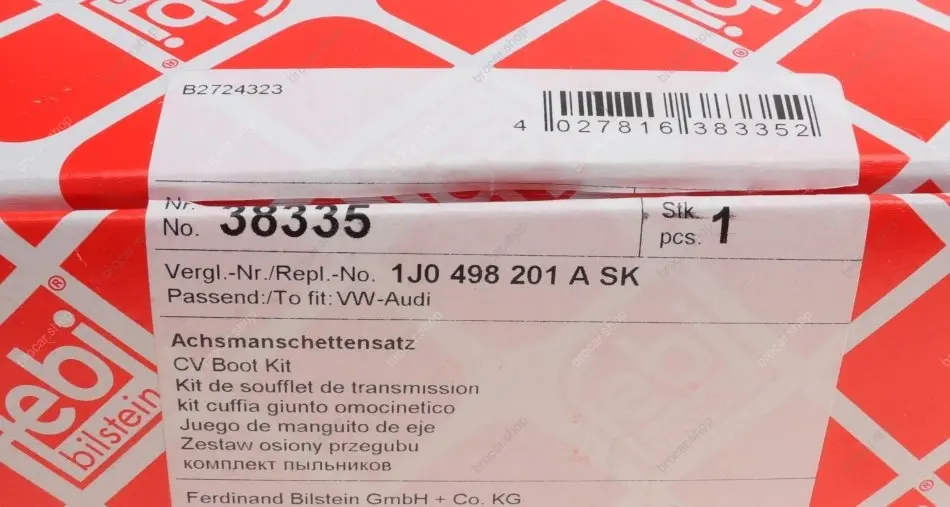 B2724323
4 027816 383352
Nr.
No. 38335
Stk.
pcs. 1
Vergl.-Nr./Repl.-No. 1J0 498 201 A SK
Passend:/To fit: VW-Audi
Achsmanschettensatz
CV Boot Kit
Kit de soufflet de transmission
kit cuffia giunto omocinetico
Juego de manguito de eje
Zestaw osiony przegubu
комплект пыльников
Ferdinand Bilstein GmbH + Co. KG
febi
bilstein
brocar.shop